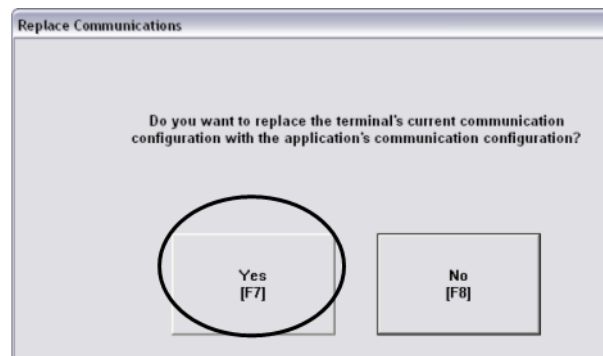 Replace Communications
Do you want to replace the terminal's current communication
configuration with the application's communication configuration?
Yes
[F7]
No
[F8]